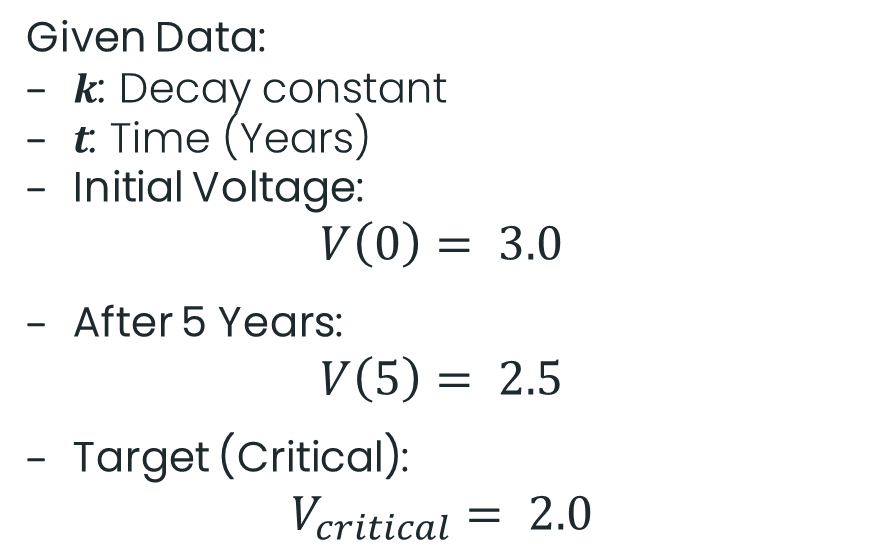 Given Data:
- k: Decay constant
- t: Time (Years)
- Initial Voltage:
V(0) = 3.0
- After 5 Years:
V(5) = 2.5
- Target (Critical):
V_critical = 2.0